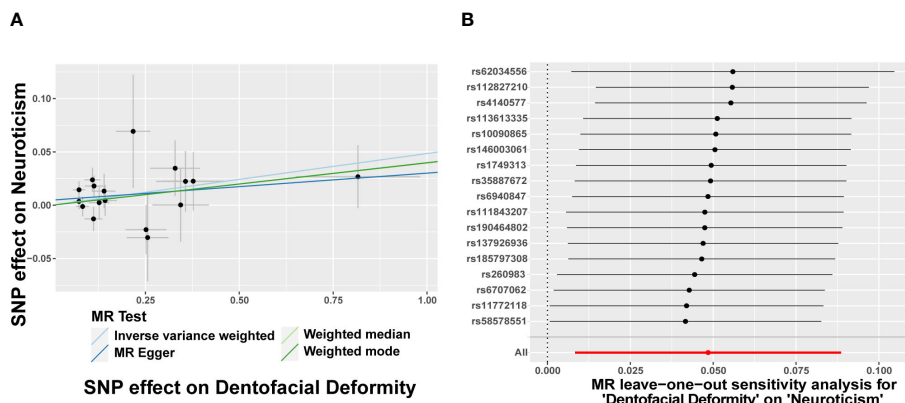 A
SNP effect on Neuroticism
0.10
0.05
0.00
−0.05
0.25
0.50
0.75
1.00
MR Test
Inverse variance weighted
Weighted median
MR Egger
Weighted mode
SNP effect on Dentofacial Deformity
B
rs62034556
rs112827210
rs4140577
rs113613335
rs10090865
rs146003061
rs1749313
rs35887672
rs6940847
rs111843207
rs190464802
rs137926936
rs185797308
rs260983
rs6707062
rs11772118
rs58578551
All
0.000
0.025
0.050
0.075
0.100
MR leave−one−out sensitivity analysis for
'Dentofacial Deformity' on 'Neuroticism'